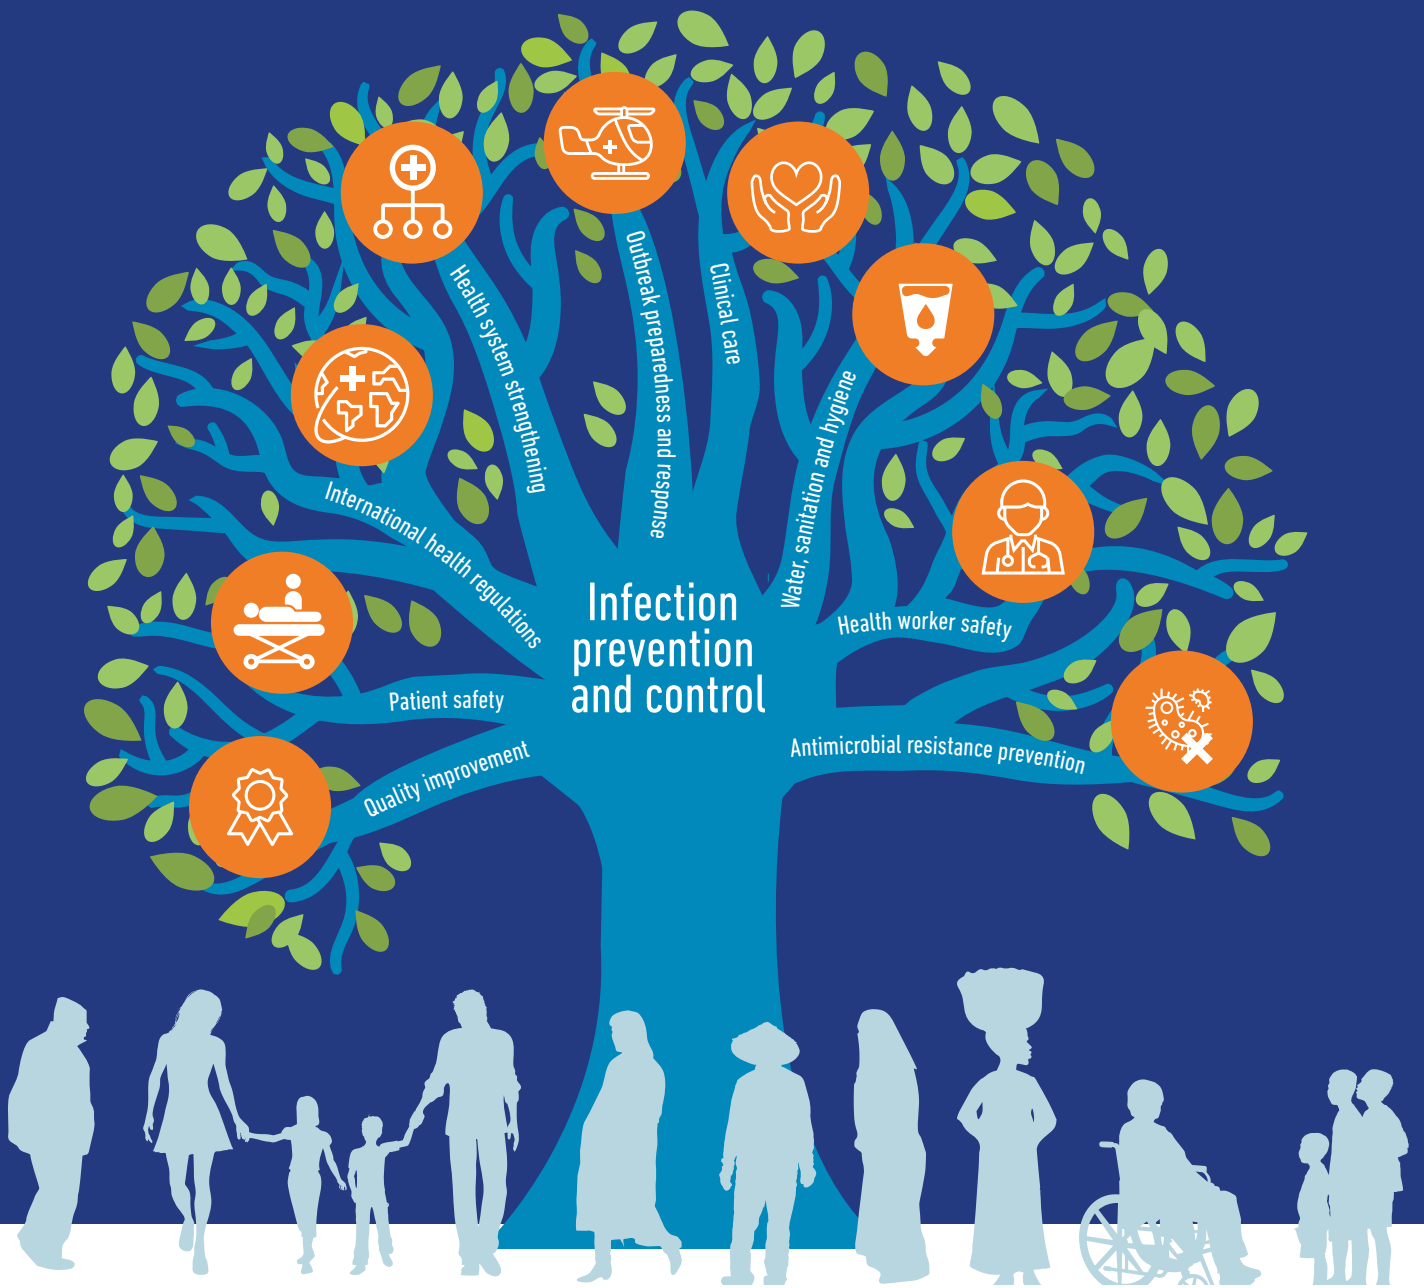 Health system strengthening
Outbreak preparedness and response
Clinical care
Water, sanitation and hygiene
International health regulations
Infection
prevention
and control
Health worker safety
Patient safety
Quality improvement
Antimicrobial resistance prevention